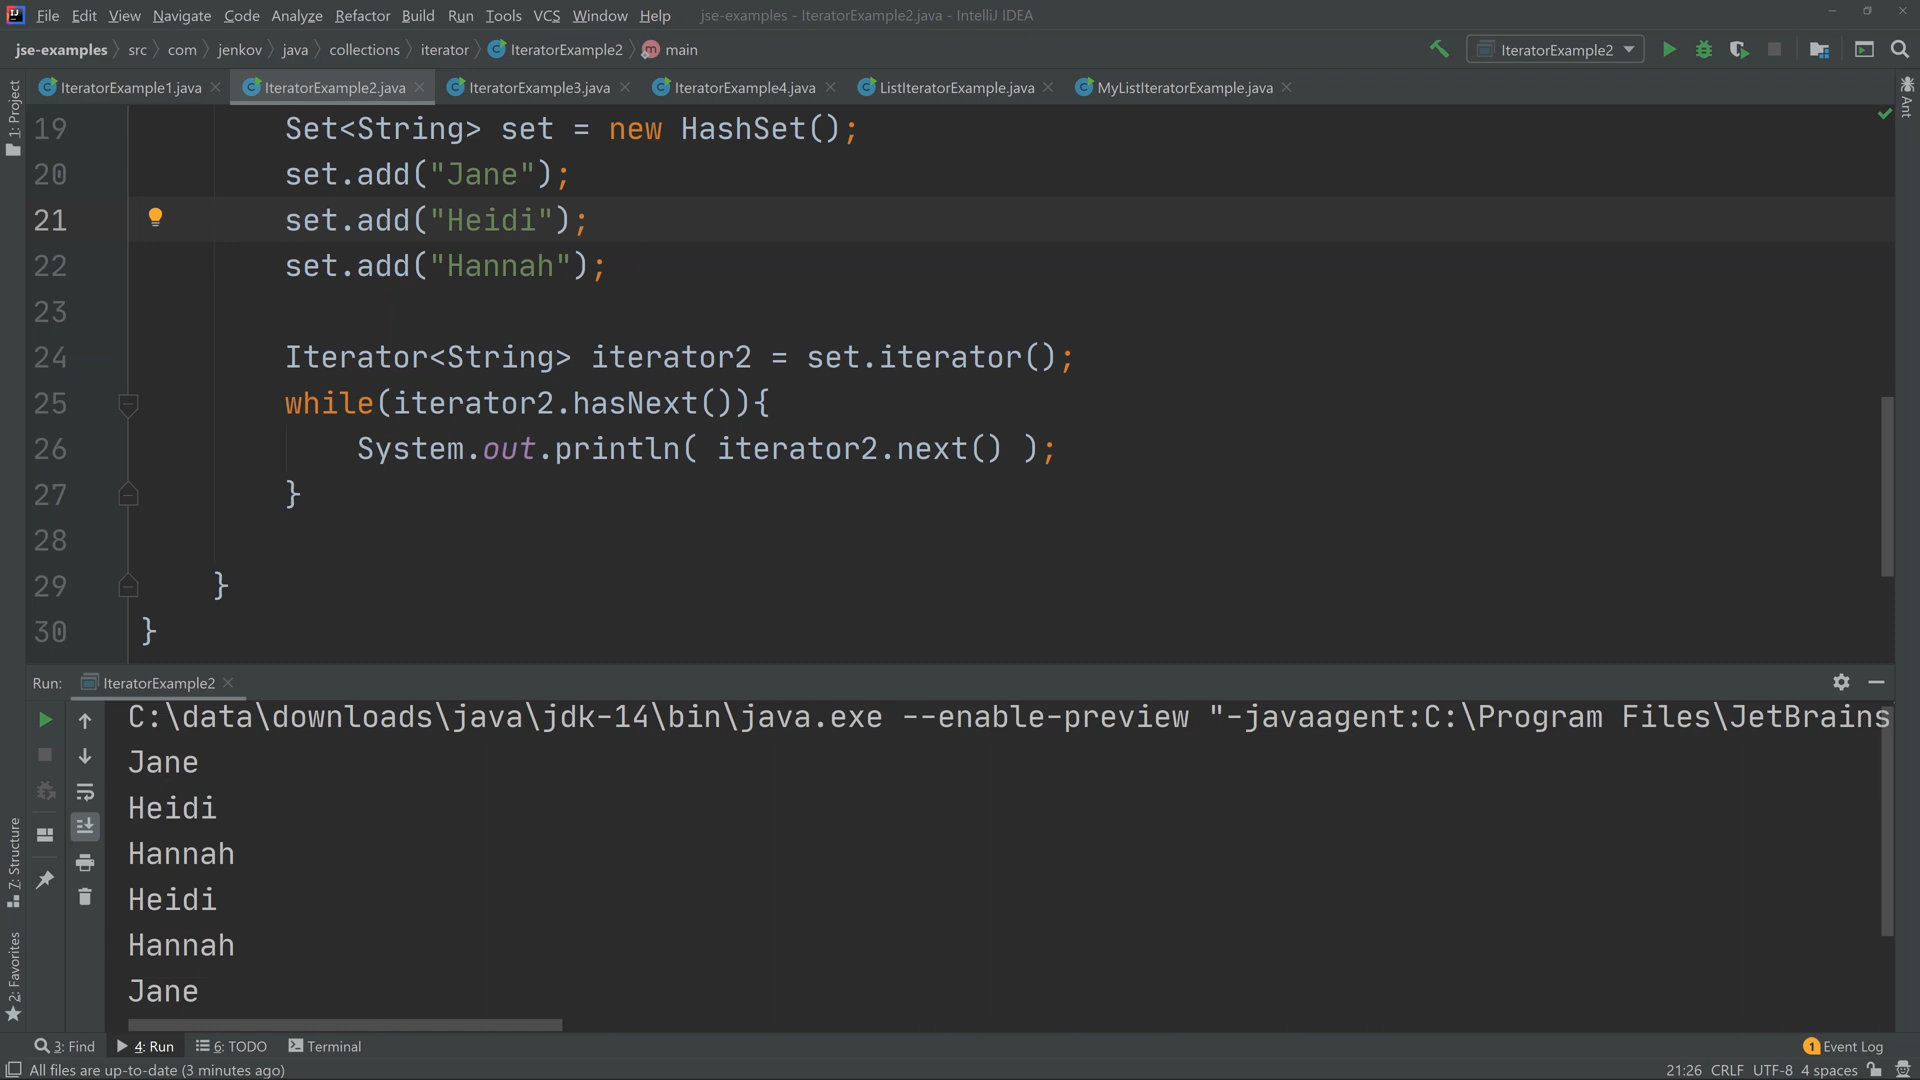 File Edit View Navigate Code Analyze Refactor Build Run Tools VCS Window Help jse-examples - IteratorExample2.java - IntelliJ IDEA
jse-examples src com jenkov java collections iterator IteratorExample2 main IteratorExample2
IteratorExample1.java IteratorExample2.java IteratorExample3.java IteratorExample4.java ListIteratorExample.java MyListIteratorExample.java
1: Project
Ant
19 Set<String> set = new HashSet();
20 set.add("Jane");
21 set.add("Heidi");
22 set.add("Hannah");
23
24 Iterator<String> iterator2 = set.iterator();
25 while(iterator2.hasNext()){
26 System.out.println( iterator2.next() );
27 }
28
29 }
30 }
Run: IteratorExample2
C:\data\downloads\java\jdk-14\bin\java.exe --enable-preview "-javaagent:C:\Program Files\JetBrains
Jane
Heidi
Hannah
Heidi
Hannah
Jane
7: Structure
2: Favorites
3: Find 4: Run 6: TODO Terminal 1 Event Log
All files are up-to-date (3 minutes ago) 21:26 CRLF UTF-8 4 spaces